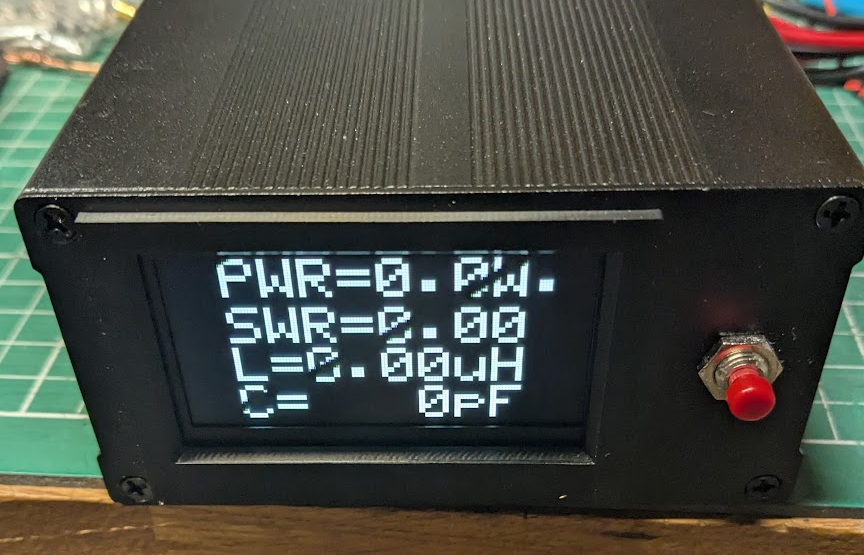 PWR=0.0W.
SWR=0.00
L=0.00uH
C=    0pF